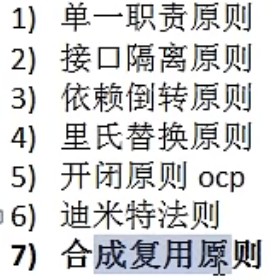 1) 单一职责原则
2) 接口隔离原则
3) 依赖倒转原则
4) 里氏替换原则
5) 开闭原则 ocp
6) 迪米特法则
7) 合成复用原则